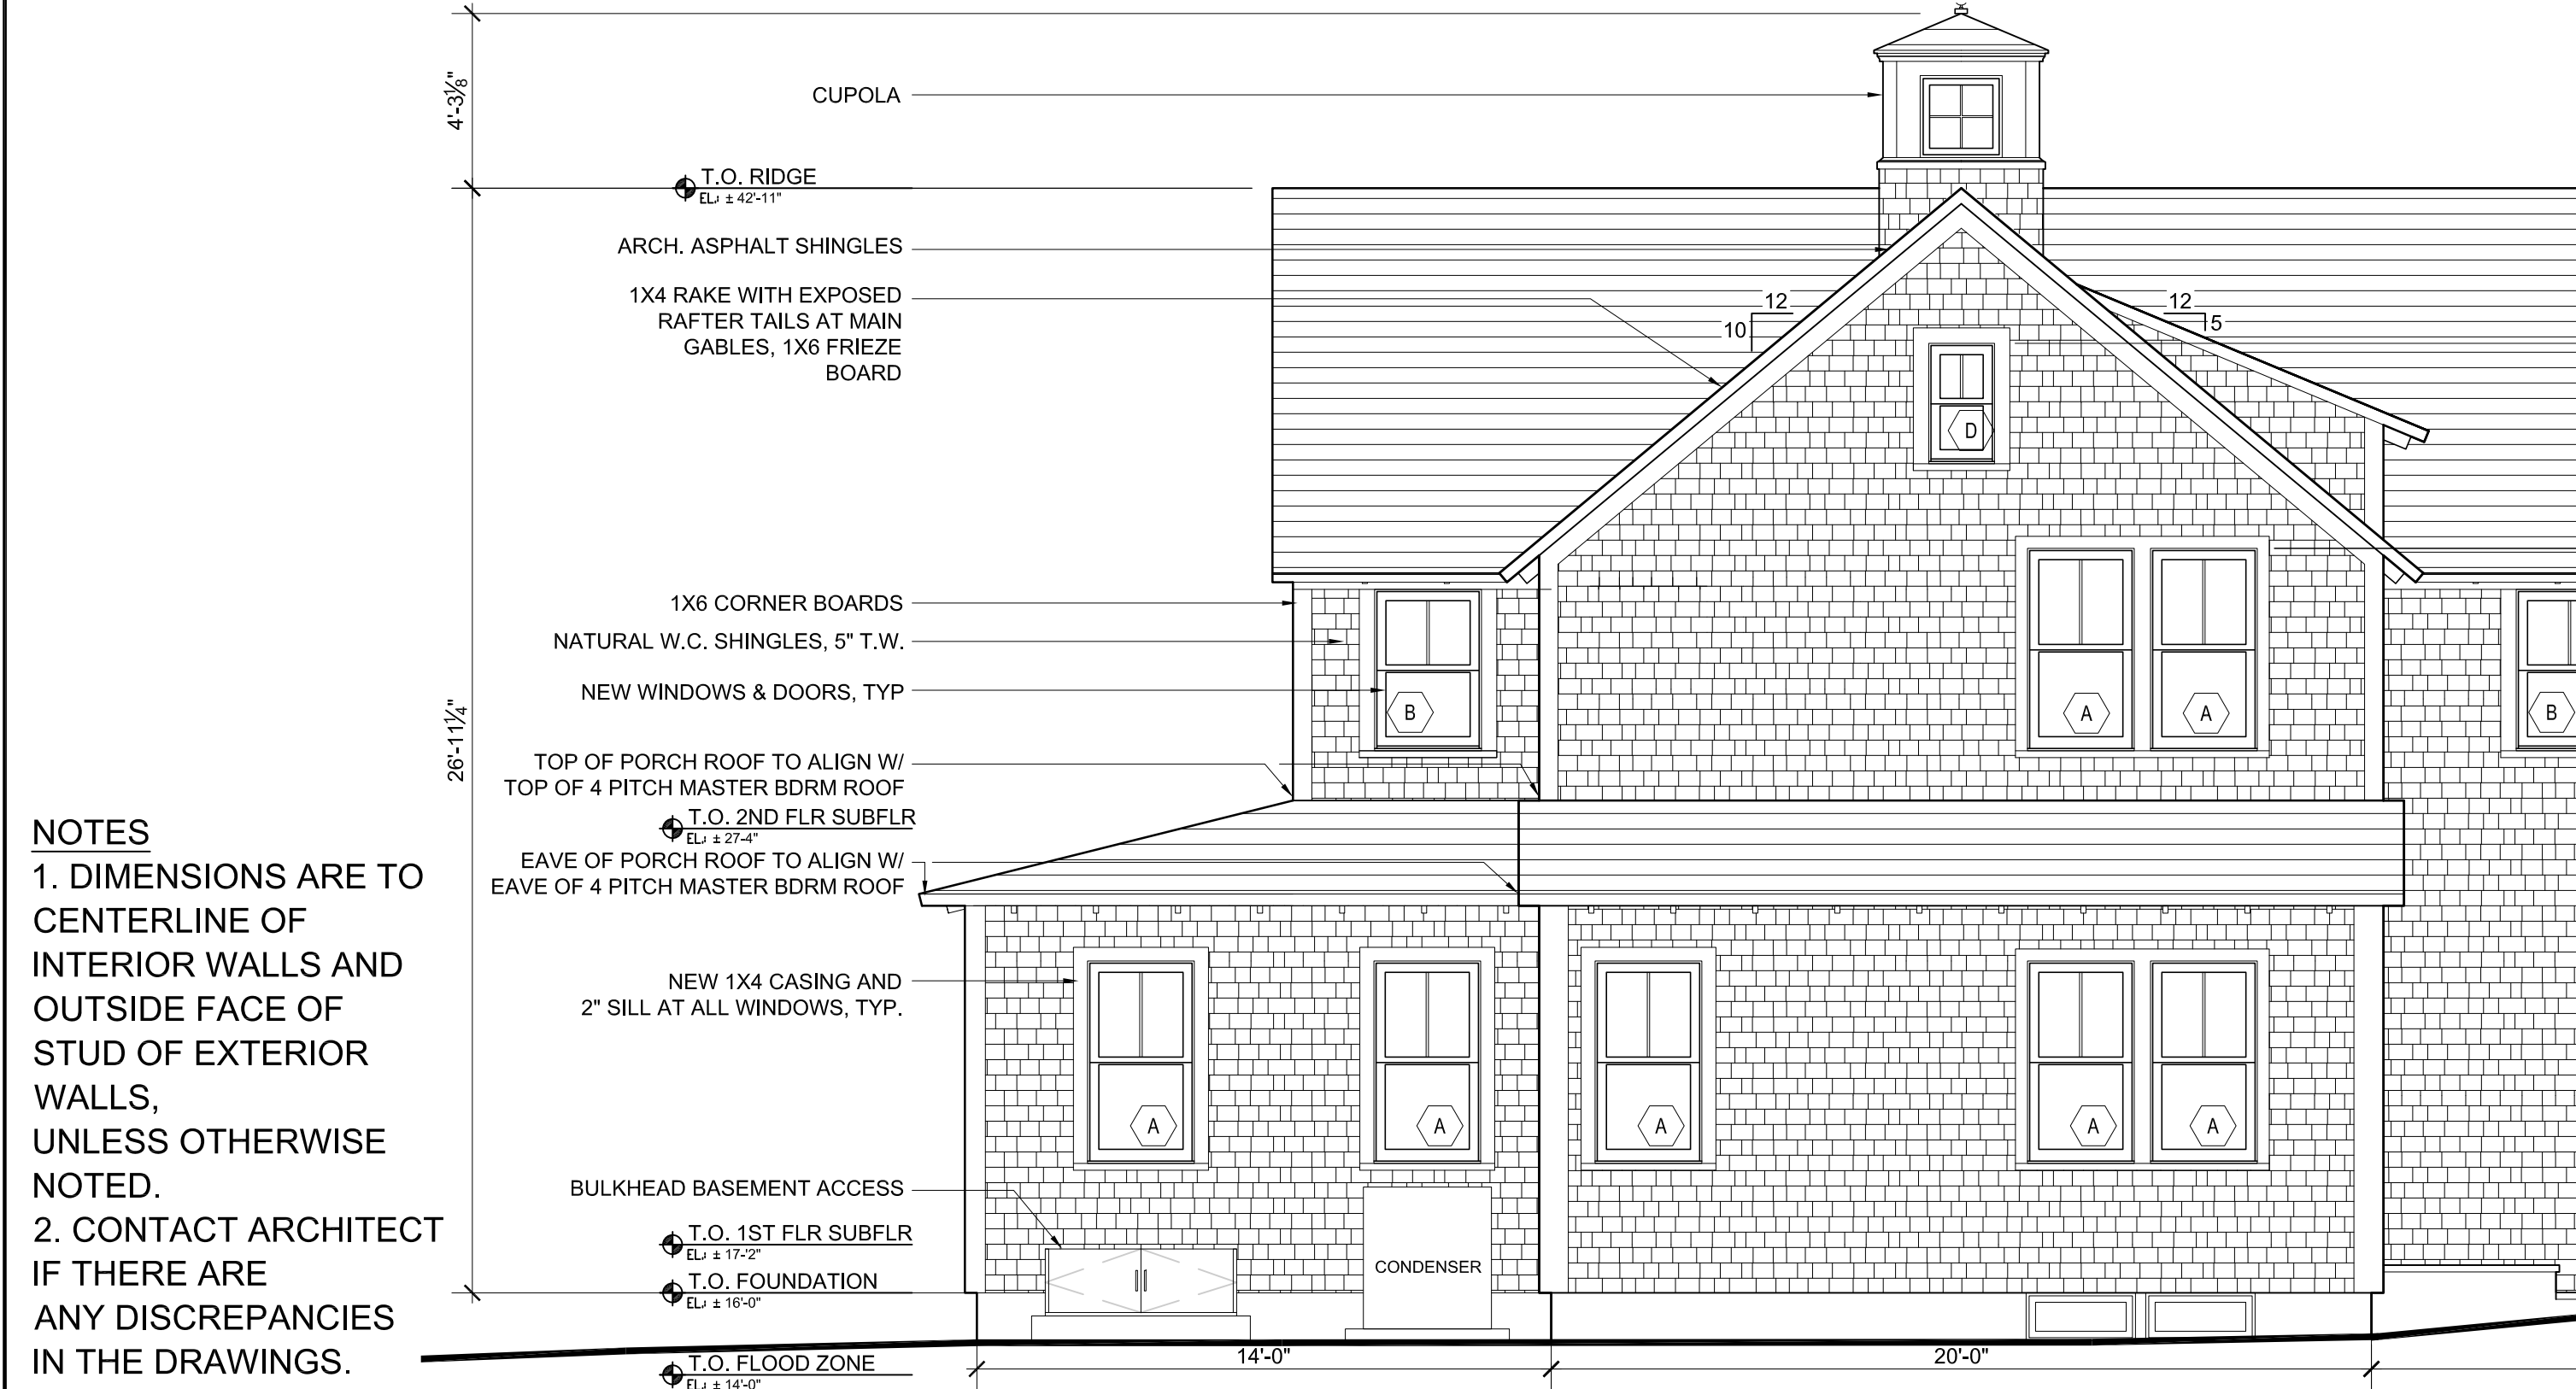 4'-3⅛"
CUPOLA
T.O. RIDGE
EL.: ± 42'-11"
ARCH. ASPHALT SHINGLES
1X4 RAKE WITH EXPOSED
RAFTER TAILS AT MAIN
GABLES, 1X6 FRIEZE
BOARD
12
10
12
5
D
1X6 CORNER BOARDS
NATURAL W.C. SHINGLES, 5" T.W.
NEW WINDOWS & DOORS, TYP
B
A
A
B
26'-11¼"
TOP OF PORCH ROOF TO ALIGN W/
TOP OF 4 PITCH MASTER BDRM ROOF
T.O. 2ND FLR SUBFLR
EL.: ± 27'-4"
EAVE OF PORCH ROOF TO ALIGN W/
EAVE OF 4 PITCH MASTER BDRM ROOF
NEW 1X4 CASING AND
2" SILL AT ALL WINDOWS, TYP.
A
A
A
A
A
BULKHEAD BASEMENT ACCESS
T.O. 1ST FLR SUBFLR
EL.: ± 17'-2"
CONDENSER
T.O. FOUNDATION
EL.: ± 16'-0"
T.O. FLOOD ZONE
EL.: ± 14'-0"
14'-0"
20'-0"
NOTES
1. DIMENSIONS ARE TO
CENTERLINE OF
INTERIOR WALLS AND
OUTSIDE FACE OF
STUD OF EXTERIOR
WALLS,
UNLESS OTHERWISE
NOTED.
2. CONTACT ARCHITECT
IF THERE ARE
ANY DISCREPANCIES
IN THE DRAWINGS.